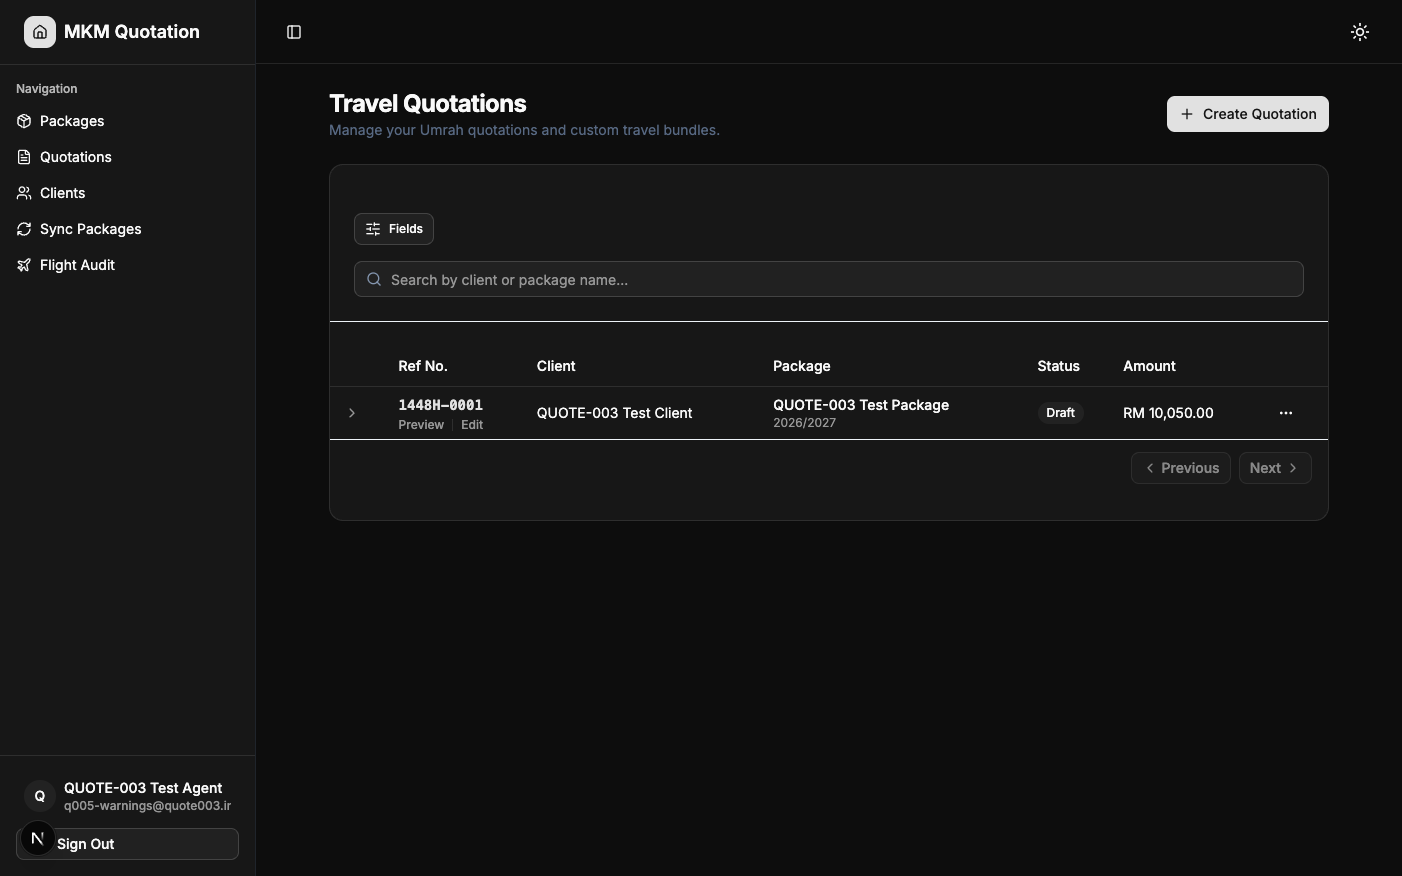 MKM Quotation
Navigation
Packages
Quotations
Clients
Sync Packages
Flight Audit
Travel Quotations
Manage your Umrah quotations and custom travel bundles.
Create Quotation
Fields
Search by client or package name...
Ref No. Client Package Status Amount
1448H-0001 QUOTE-003 Test Client QUOTE-003 Test Package Draft RM 10,050.00
Preview Edit 2026/2027
Previous Next
Q QUOTE-003 Test Agent
q005-warnings@quote003.ir
N Sign Out